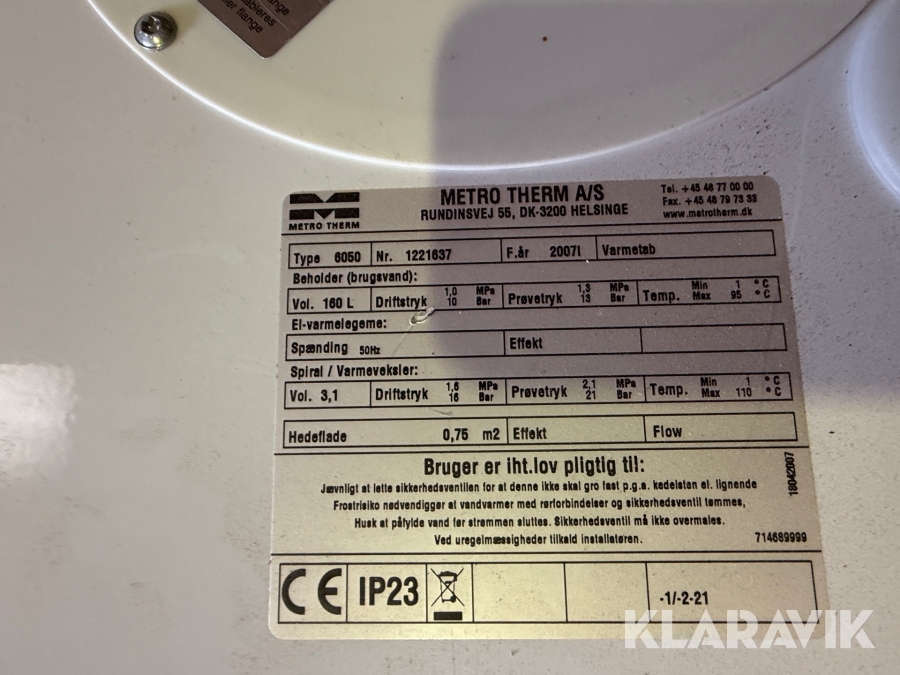 ange
tableres
er flange
METRO THERM
METRO THERM A/S
RUNDINSVEJ 55, DK-3200 HELSINGE
Tel. +45 48 77 00 00
Fax. +45 48 79 73 33
www.metrotherm.dk
Type 6050 Nr. 1221637 F.år 2007I Varmetab
Beholder (brugsvand):
Vol. 160 L Driftstryk 1,0 MPa 10 Bar Prøvetryk 1,3 MPa 13 Bar Temp. Min 1 °C Max 95 °C
El-varmelegeme:
Spænding 50Hz Effekt
Spiral / Varmeveksler:
Vol. 3,1 Driftstryk 1,6 MPa 16 Bar Prøvetryk 2,1 MPa 21 Bar Temp. Min 1 °C Max 110 °C
Hedeflade 0,75 m2 Effekt Flow
Bruger er iht.lov pligtig til:
Jævnligt at lette sikkerhedsventilen for at denne ikke skal gro fast p.g.a. kedelsten el. lignende
Frostrisiko nødvendiggør at vandvarmer med rørforbindelser og sikkerhedsventil tømmes,
Husk at påfylde vand før strømmen sluttes. Sikkerhedsventil må ikke overmales.
Ved uregelmæssigheder tilkald installatøren.
714689999
18042007
CE IP23 -1/-2-21
KLARAVIK